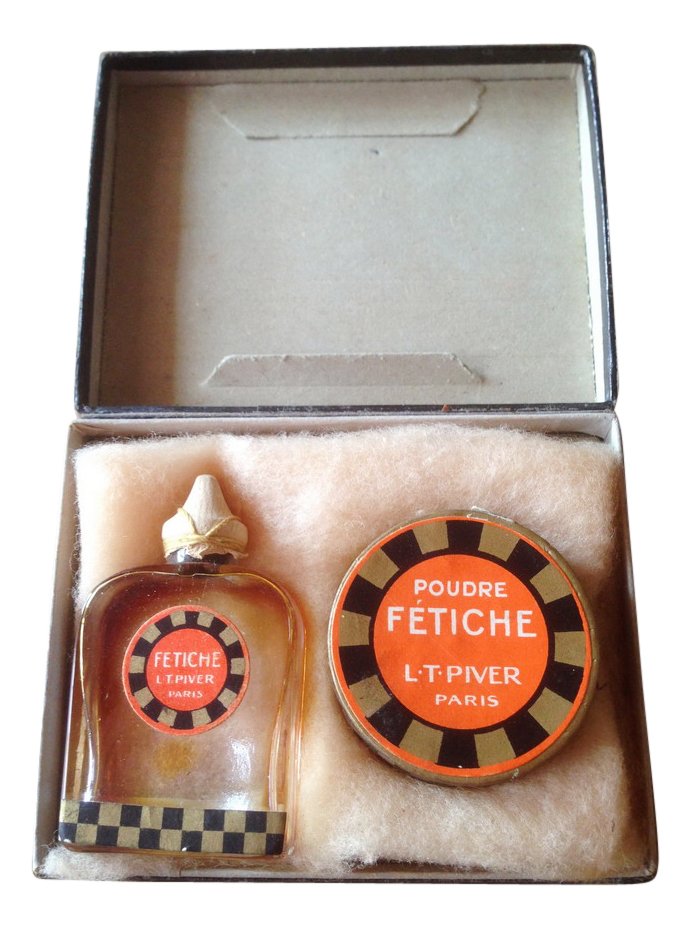 FETICHE
L.T.PIVER
PARIS
POUDRE
FÉTICHE
L·T·PIVER
PARIS